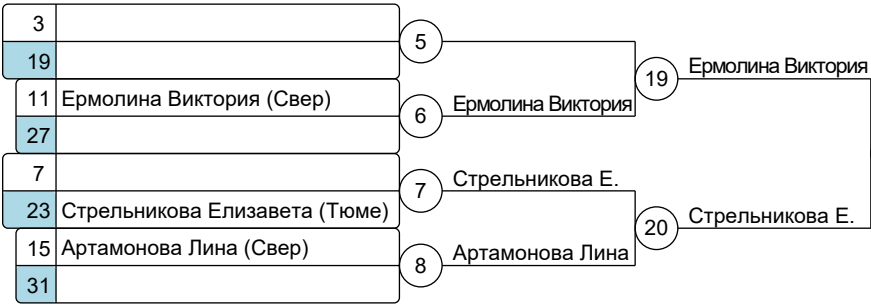 3
19
5
11 Ермолина Виктория (Свер)
27
6
Ермолина Виктория
19
Ермолина Виктория
7
23 Стрельникова Елизавета (Тюме)
7
Стрельникова Е.
15 Артамонова Лина (Свер)
31
8
Артамонова Лина
20
Стрельникова Е.